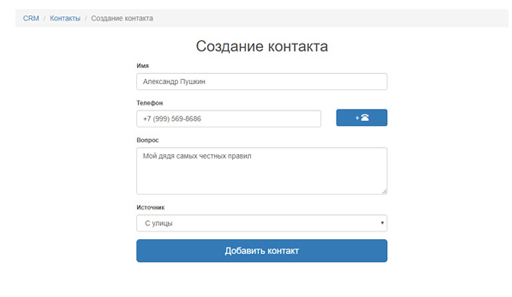 CRM / Контакты / Создание контакта
Создание контакта
Имя
Александр Пушкин
Телефон
+7 (999) 569-8686
+
Вопрос
Мой дядя самых честных правил
Источник
С улицы
Добавить контакт